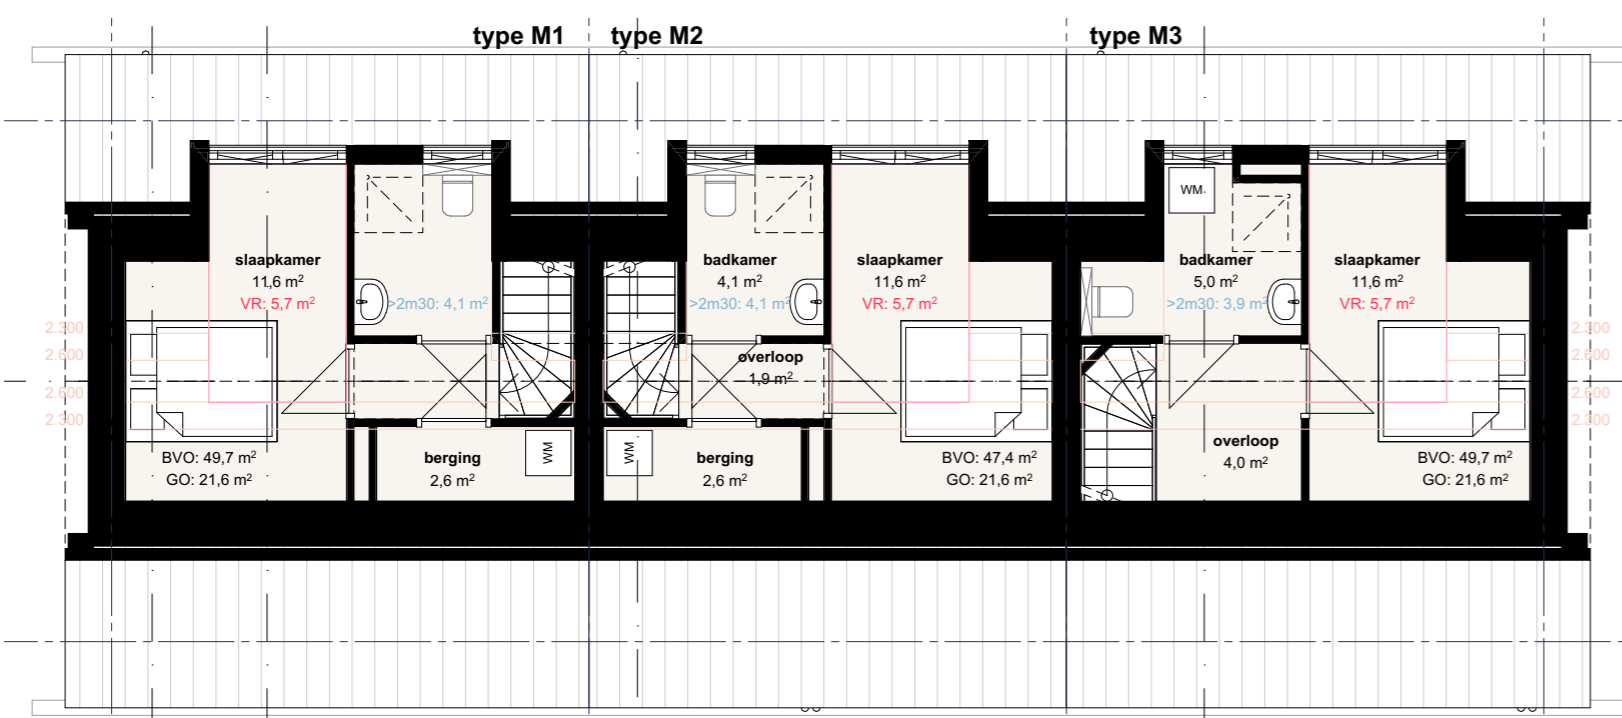 type M1
type M2
type M3
slaapkamer
11,6 m²
VR: 5,7 m²
>2m30: 4,1 m²
badkamer
4,1 m²
>2m30: 4,1 m²
slaapkamer
11,6 m²
VR: 5,7 m²
WM
badkamer
5,0 m²
>2m30: 3,9 m²
slaapkamer
11,6 m²
VR: 5,7 m²
2.300
2.600
2.600
2.300
overloop
1,9 m²
2.300
2.600
2.600
2.300
BVO: 49,7 m²
GO: 21,6 m²
berging
2,6 m²
WM
WM
berging
2,6 m²
BVO: 47,4 m²
GO: 21,6 m²
overloop
4,0 m²
BVO: 49,7 m²
GO: 21,6 m²